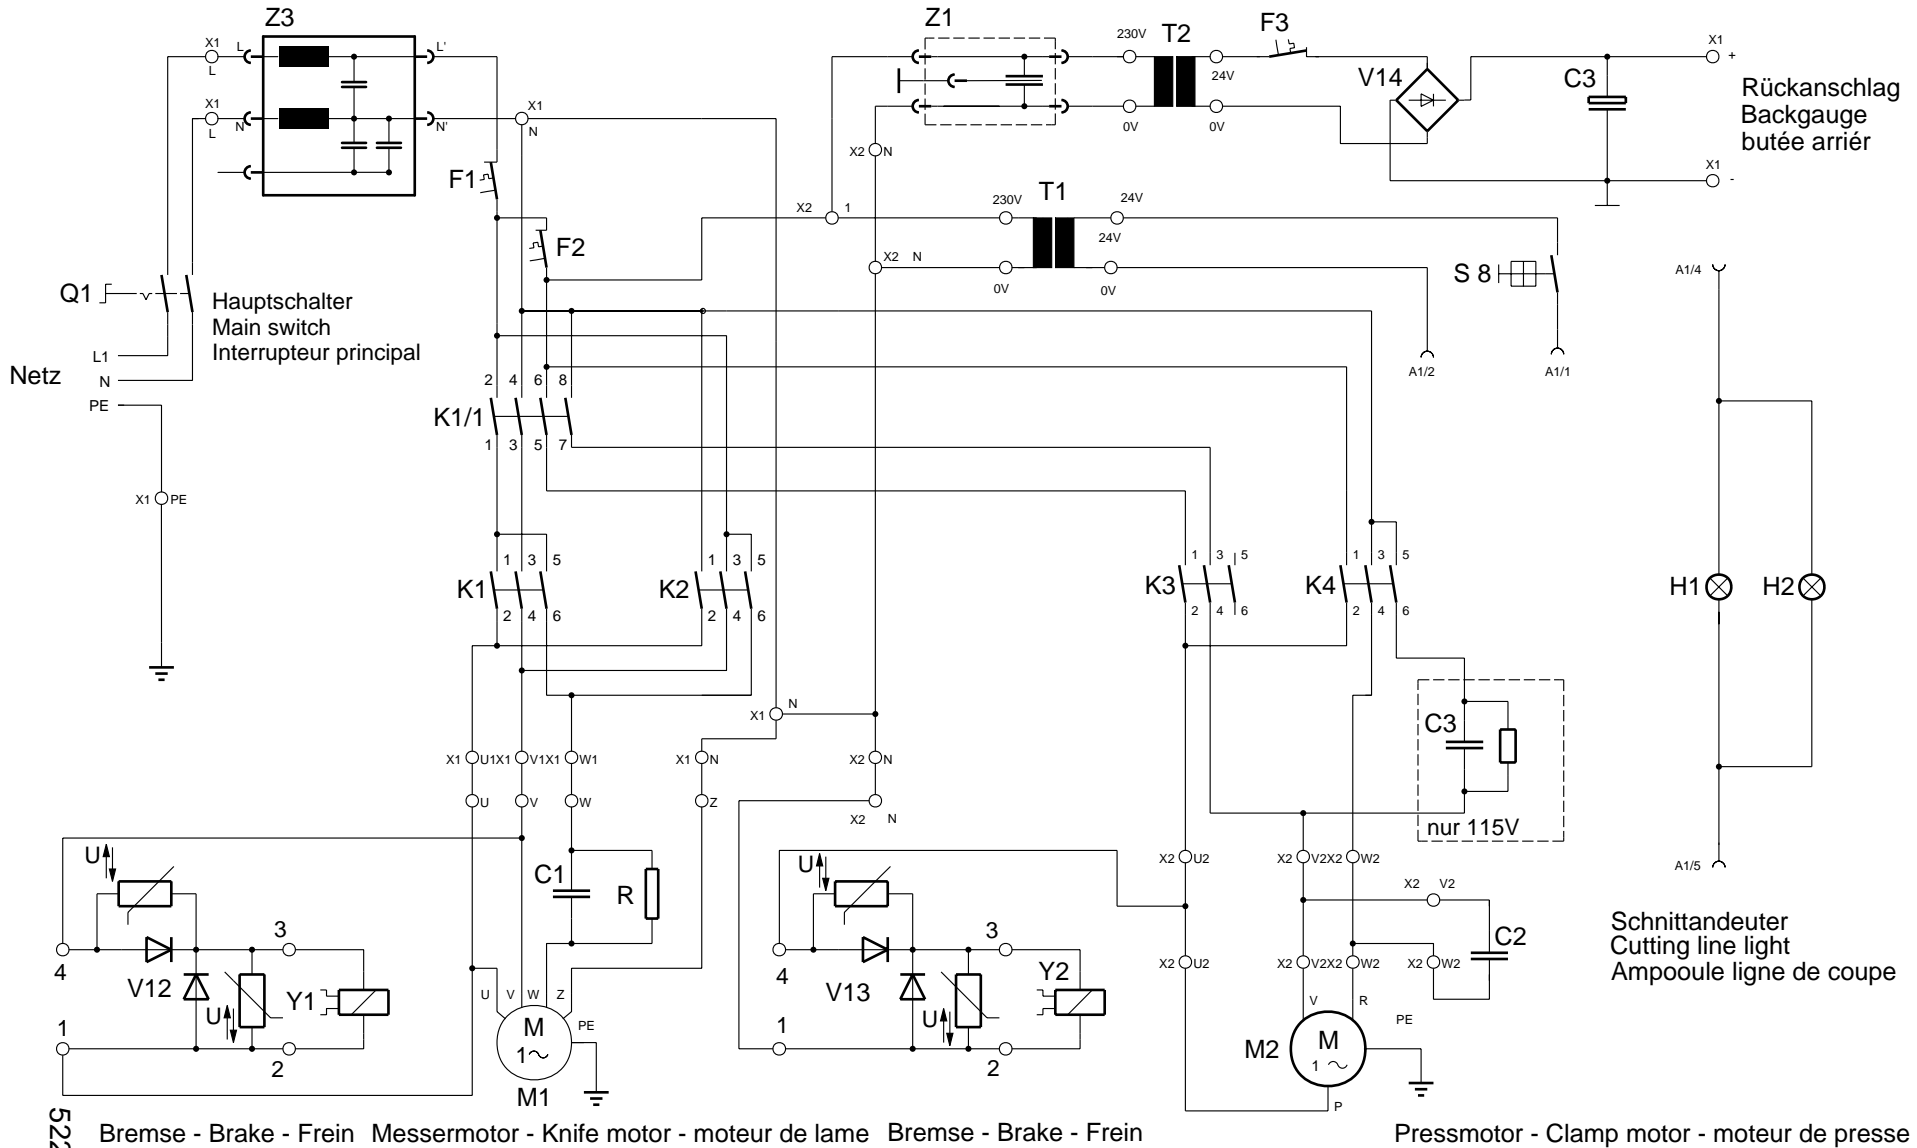 Z3
Z1
F3
T2
230V
X1
L
L
L'
24V
V14
C3
X1
+
Rückanschlag
Backgauge
butée arriér
X1
L
N
N'
X1
N
0V
0V
X2
N
X1
-
F1
T1
230V
24V
X2
1
24V
F2
X2
N
0V
0V
S 8
A1/4
Q1
Hauptschalter
Main switch
Interrupteur principal
L1
Netz
N
PE
A1/2
A1/1
2
4
6
8
K1/1
1
3
5
7
X1
PE
1
3
5
K1
2
4
6
1
3
5
K2
2
4
6
1
3
5
K3
2
4
6
1
3
5
K4
2
4
6
H1
H2
X1
N
C3
nur 115V
X1
U1
X1
V1
X1
W1
X1
N
X2
N
U
V
W
Z
X2
N
U
C1
R
U
X2
U2
X2
V2
X2
W2
A1/5
X2
V2
C2
Schnittandeuter
Cutting line light
Ampooule ligne de coupe
3
4
V12
U
Y1
1
2
3
4
V13
U
Y2
1
2
X2
U2
X2
V2
X2
W2
X2
W2
U
V
W
Z
M
1
PE
M1
V
R
PE
M2
M
1
P
522
Bremse - Brake - Frein
Messermotor - Knife motor - moteur de lame
Bremse - Brake - Frein
Pressmotor - Clamp motor - moteur de presse